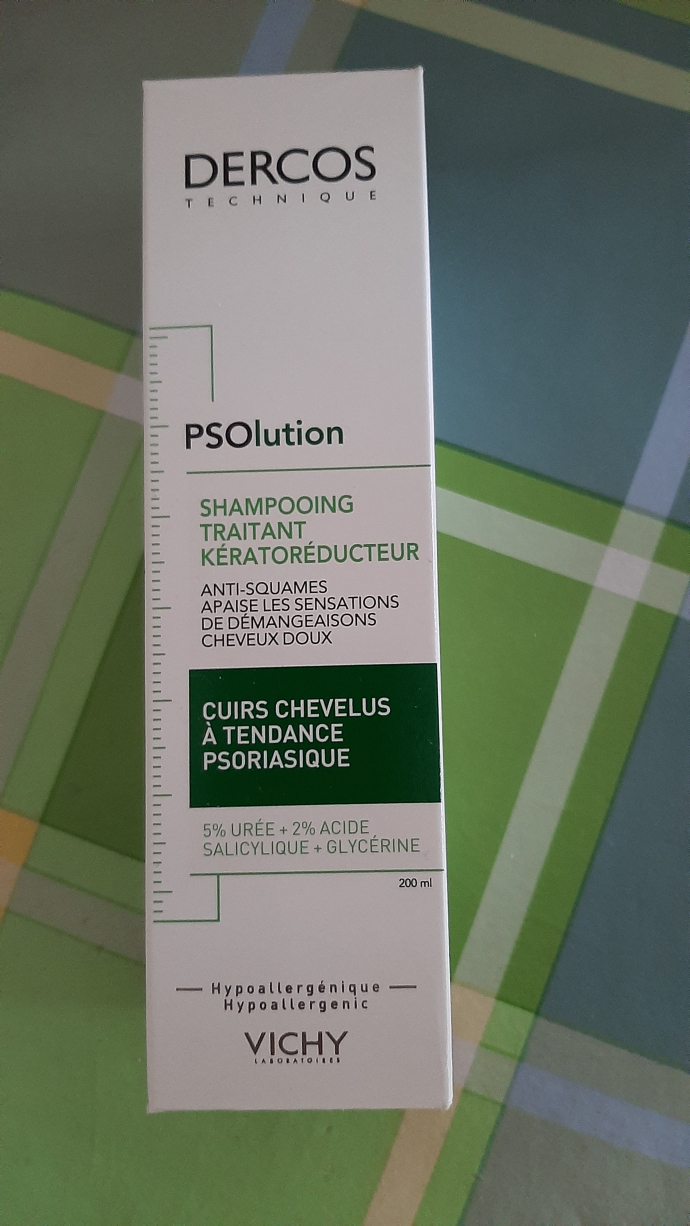 DERCOS
TECHNIQUE
PSOlution
SHAMPOOING
TRAITANT
KÉRATORÉDUCTEUR
ANTI-SQUAMES
APAISE LES SENSATIONS
DE DÉMANGEAISONS
CHEVEUX DOUX
CUIRS CHEVELUS
À TENDANCE
PSORIASIQUE
5% URÉE + 2% ACIDE
SALICYLIQUE + GLYCÉRINE
200 ml
Hypoallergénique
Hypoallergenic
VICHY
LABORATOIRES